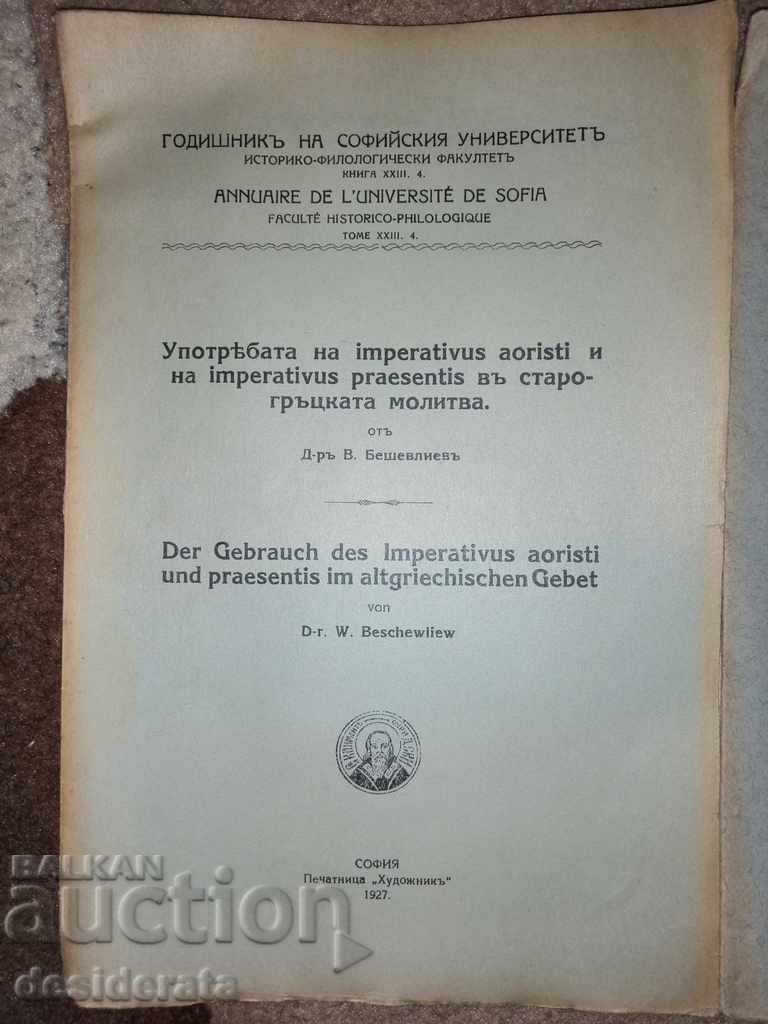 ГОДИШНИКЪ НА СОФИЙСКИЯ УНИВЕРСИТЕТЪ
ИСТОРИКО-ФИЛОЛОГИЧЕСКИ ФАКУЛТЕТЪ
КНИГА XXIII. 4.
ANNUAIRE DE L'UNIVERSITÉ DE SOFIA
FACULTÉ HISTORICO-PHILOLOGIQUE
TOME XXIII. 4.
Употрѣбата на imperativus aoristi и
на imperativus praesentis въ старо-
гръцката молитва.
отъ
Д-ръ В. Бешевлиевъ
Der Gebrauch des Imperativus aoristi
und praesentis im altgriechischen Gebet
von
D-r. W. Beschewliew
СОФИЯ
Печатница „Художникъ"
1927.
BALKAN
auction
desiderata